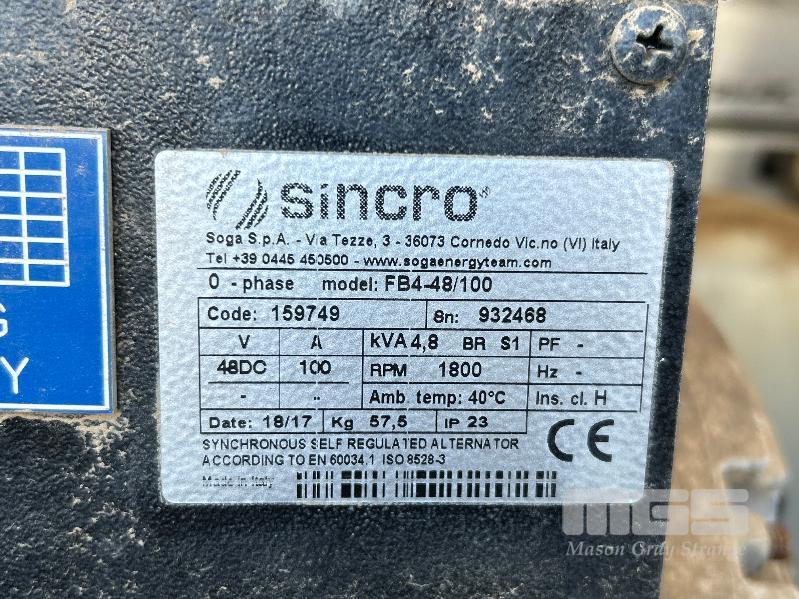 sincro®
Soga S.p.A. - Via Tezze, 3 - 36073 Cornedo Vic.no (VI) Italy
Tel +39 0445 450500 - www.sogaenergyteam.com
0 - phase model: FB4-48/100
Code: 159749 Sn: 932468
V A kVA 4,8 BR S1 PF -
48DC 100 RPM 1800 Hz -
- - Amb. temp: 40°C Ins. cl. H
Date: 18/17 Kg 57,5 IP 23
CE
SYNCHRONOUS SELF REGULATED ALTERNATOR
ACCORDING TO EN 60034.1 ISO 8528-3
Made in Italy
G
Y
MGS
Mason Gray Strange